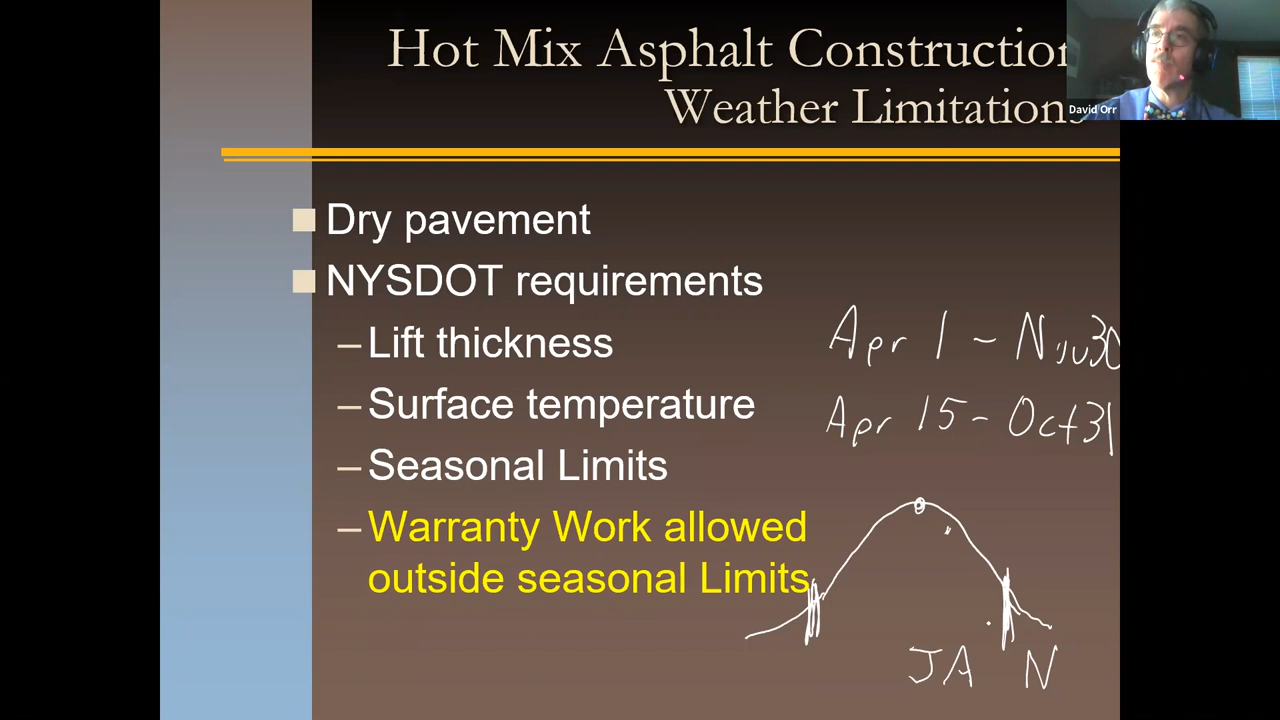 Hot Mix Asphalt Construction
Weather Limitations
David Orr
Dry pavement
NYSDOT requirements
–Lift thickness
–Surface temperature
–Seasonal Limits
–Warranty Work allowed
outside seasonal Limits
Apr 1 - Nov 30
Apr 15 - Oct 31
JA N